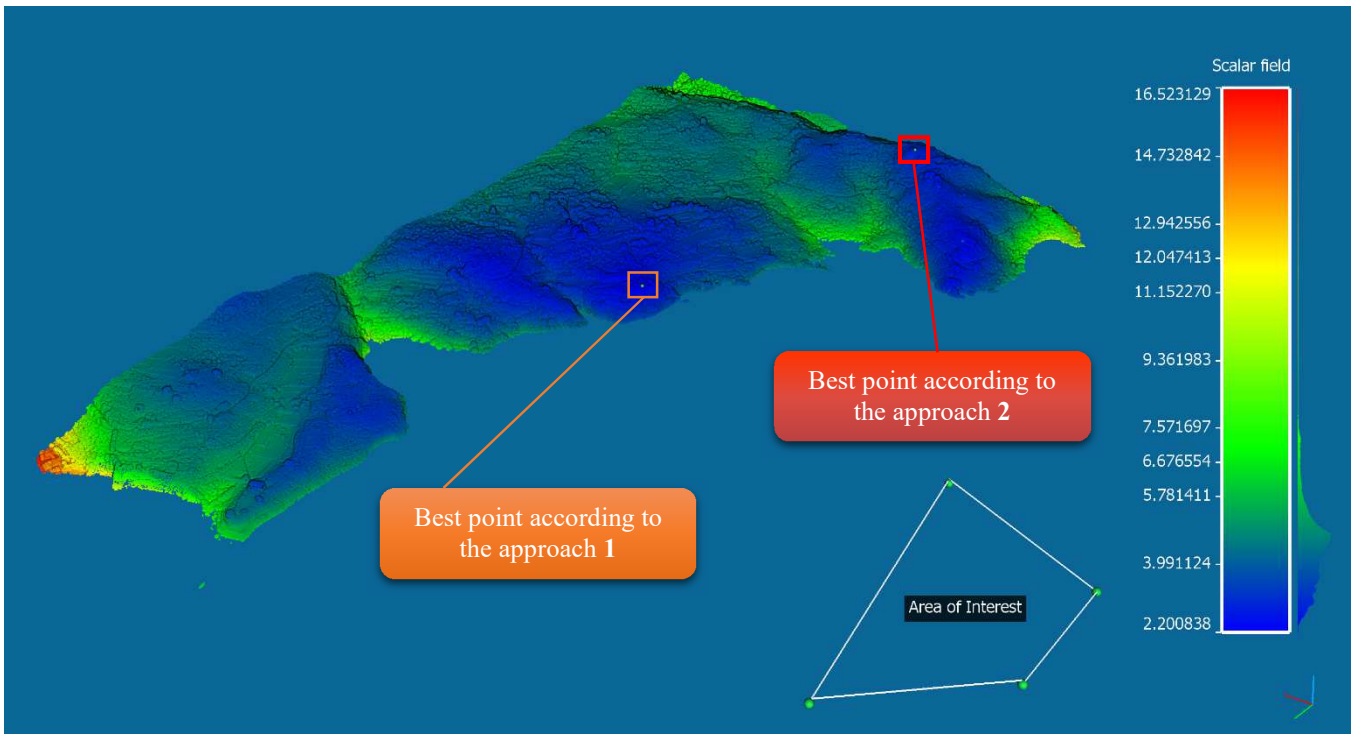 Scalar field
16.523129
14.732842
12.942556
12.047413
11.152270
9.361983
7.571697
6.676554
5.781411
3.991124
2.200838
Best point according to
the approach 2
Best point according to
the approach 1
Area of Interest